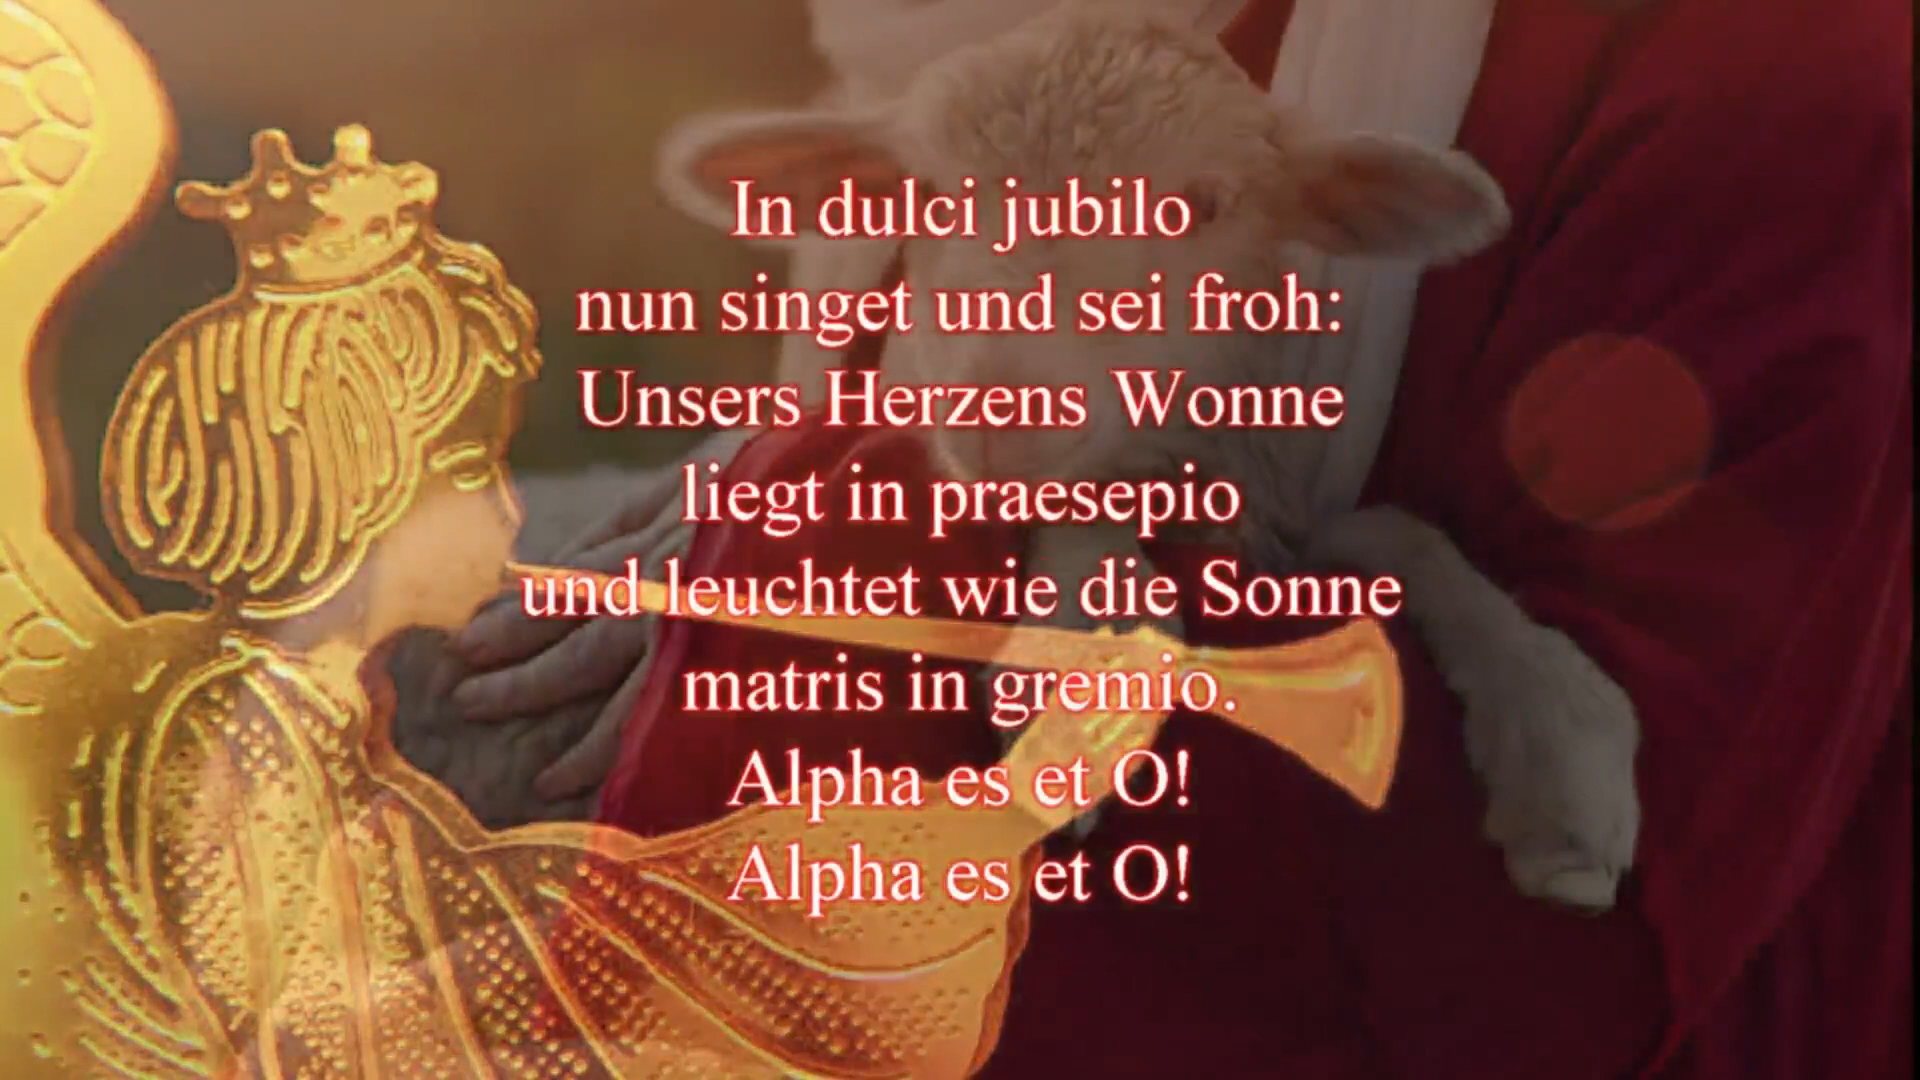 In dulci jubilo
nun singet und sei froh:
Unsers Herzens Wonne
liegt in praesepio
und leuchtet wie die Sonne
matris in gremio.
Alpha es et O!
Alpha es et O!